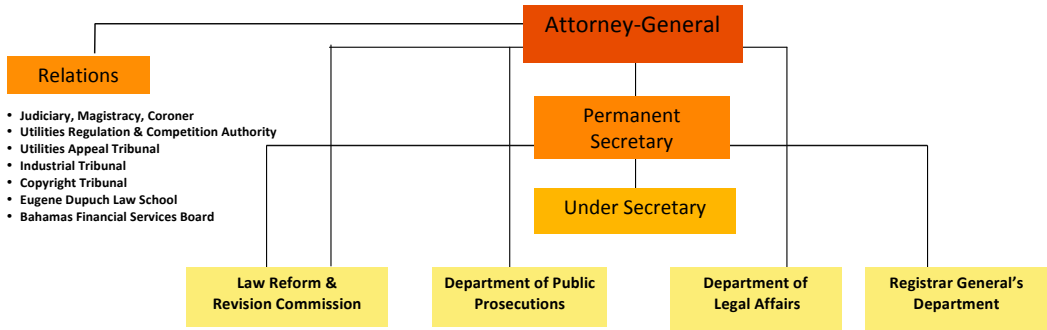 Attorney-General
Relations
• Judiciary, Magistracy, Coroner
• Utilities Regulation & Competition Authority
• Utilities Appeal Tribunal
• Industrial Tribunal
• Copyright Tribunal
• Eugene Dupuch Law School
• Bahamas Financial Services Board
Permanent
Secretary
Under Secretary
Law Reform &
Revision Commission
Department of Public
Prosecutions
Department of
Legal Affairs
Registrar General’s
Department